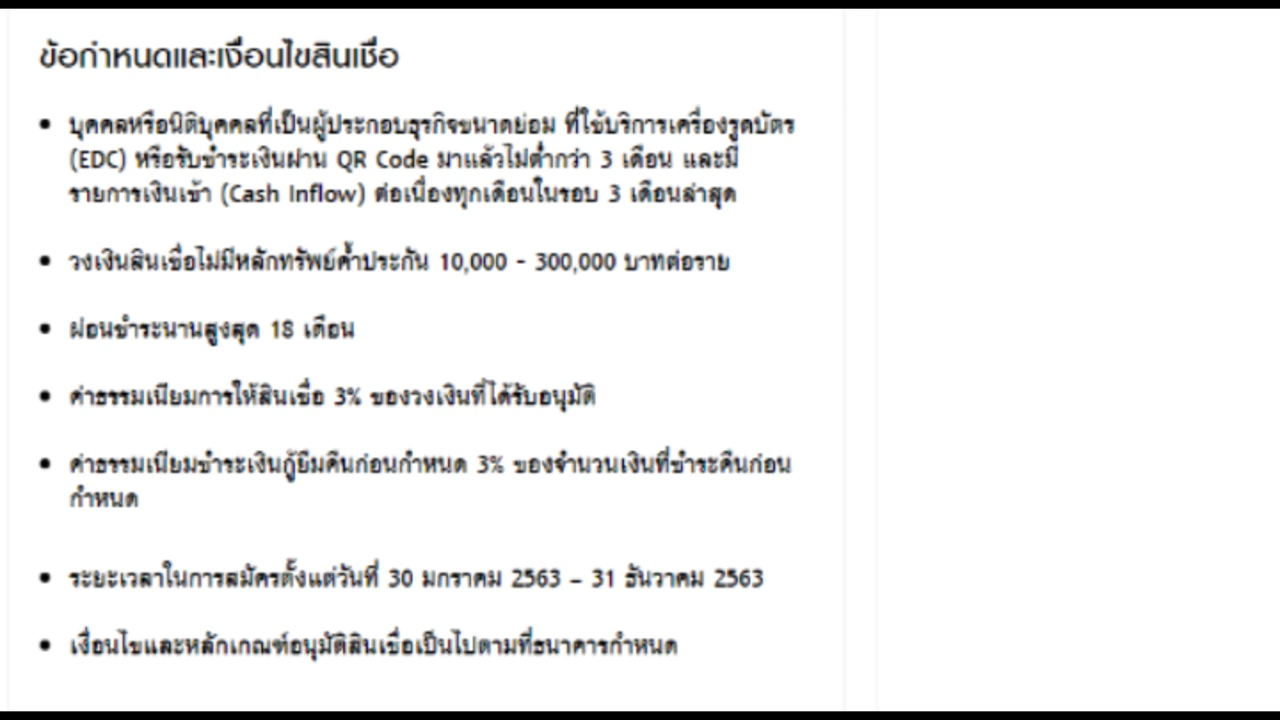 ข้อกำหนดและเงื่อนไขสินเชื่อ
• บุคคลหรือนิติบุคคลที่เป็นผู้ประกอบธุรกิจขนาดย่อม ที่ใช้บริการเครื่องรูดบัตร
(EDC) หรือรับชำระเงินผ่าน QR Code มาแล้วไม่ต่ำกว่า 3 เดือน และมี
รายการเงินเข้า (Cash Inflow) ต่อเนื่องทุกเดือนในรอบ 3 เดือนล่าสุด
• วงเงินสินเชื่อไม่มีหลักทรัพย์ค้ำประกัน 10,000 - 300,000 บาทต่อราย
• ผ่อนชำระนานสูงสุด 18 เดือน
• ค่าธรรมเนียมการให้สินเชื่อ 3% ของวงเงินที่ได้รับอนุมัติ
• ค่าธรรมเนียมชำระเงินกู้ยืมคืนก่อนกำหนด 3% ของจำนวนเงินที่ชำระคืนก่อน
กำหนด
• ระยะเวลาในการสมัครตั้งแต่วันที่ 30 มกราคม 2563 – 31 ธันวาคม 2563
• เงื่อนไขและหลักเกณฑ์อนุมัติสินเชื่อเป็นไปตามที่ธนาคารกำหนด